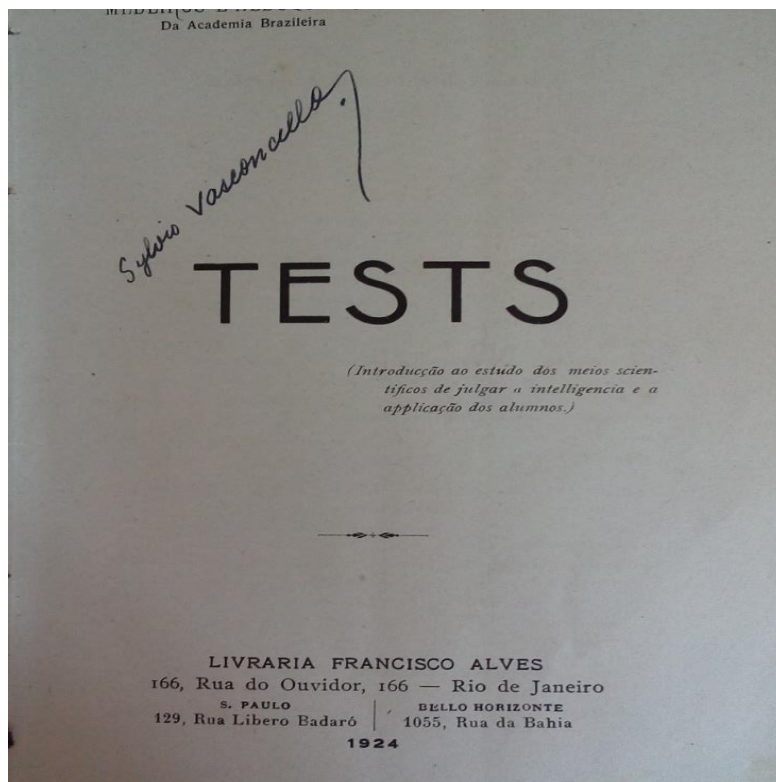 Da Academia Brazileira
Sylvio Vasconcellos
TESTS
(Introducção ao estudo dos meios scien-
tificos de julgar a intelligencia e a
applicação dos alumnos.)
LIVRARIA FRANCISCO ALVES
166, Rua do Ouvidor, 166 — Rio de Janeiro
S. PAULO
129, Rua Libero Badaró
BELLO HORIZONTE
1055, Rua da Bahia
1924